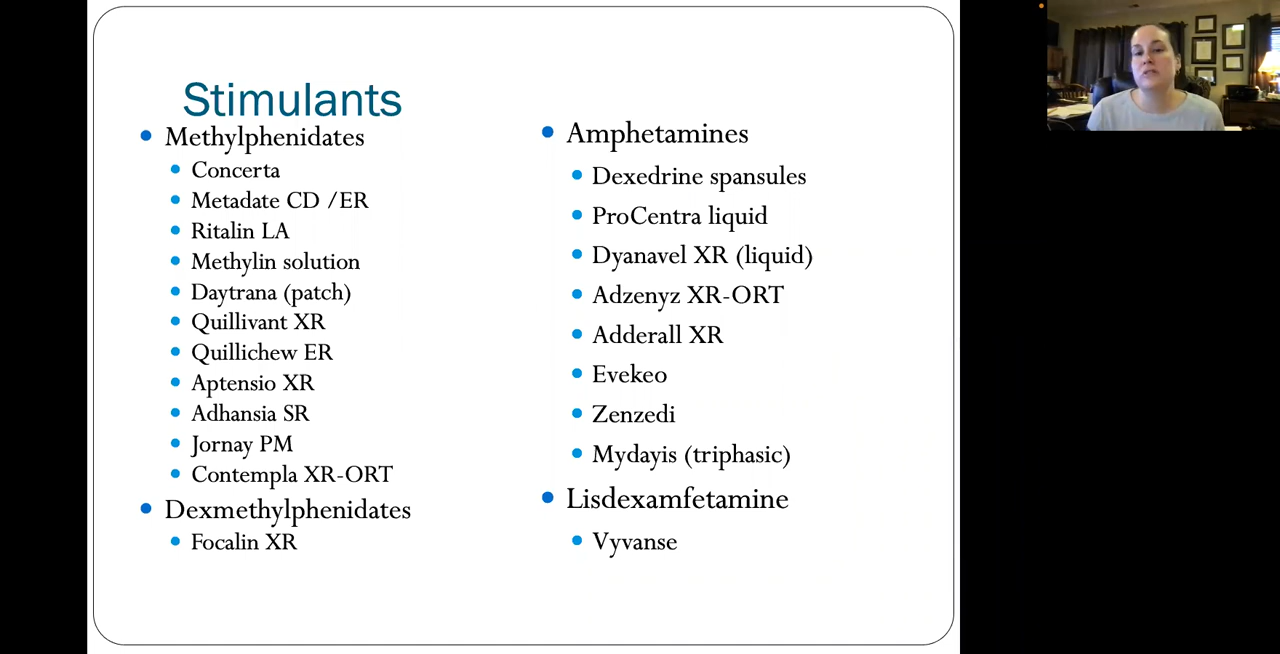 Stimulants
Methylphenidates
Concerta
Metadate CD /ER
Ritalin LA
Methylin solution
Daytrana (patch)
Quillivant XR
Quillichew ER
Aptensio XR
Adhansia SR
Jornay PM
Contempla XR-ORT
Dexmethylphenidates
Focalin XR
Amphetamines
Dexedrine spansules
ProCentra liquid
Dyanavel XR (liquid)
Adzenyz XR-ORT
Adderall XR
Evekeo
Zenzedi
Mydayis (triphasic)
Lisdexamfetamine
Vyvanse